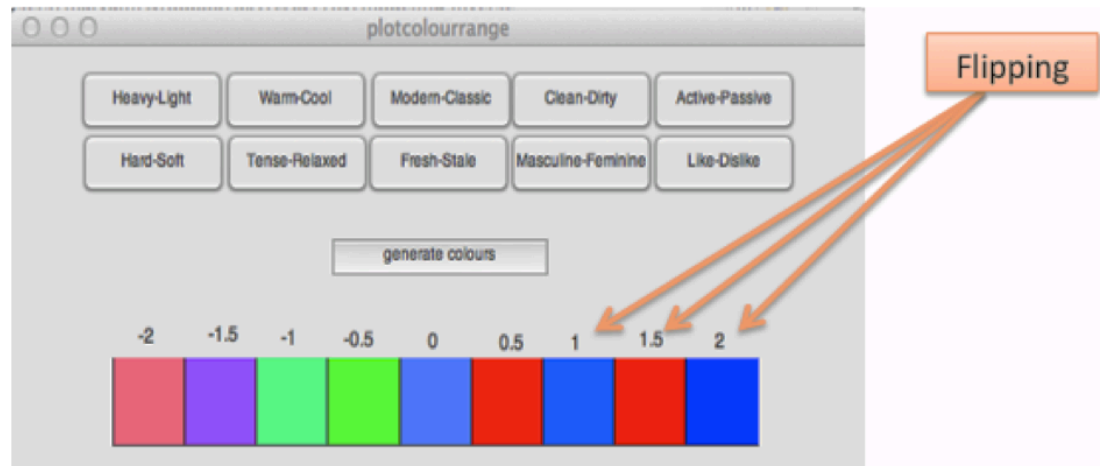 plotcolourrange
Flipping
Heavy-Light Warm-Cool Modern-Classic Clean-Dirty Active-Passive
Hard-Soft Tense-Relaxed Fresh-Stale Masculine-Feminine Like-Dislike
generate colours
-2 -1.5 -1 -0.5 0 0.5 1 1.5 2